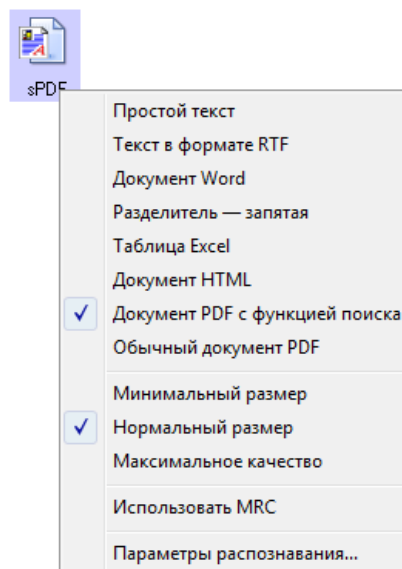 sPDF
Простой текст
Текст в формате RTF
Документ Word
Разделитель — запятая
Таблица Excel
Документ HTML
Документ PDF с функцией поиска
Обычный документ PDF
Минимальный размер
Нормальный размер
Максимальное качество
Использовать MRC
Параметры распознавания...